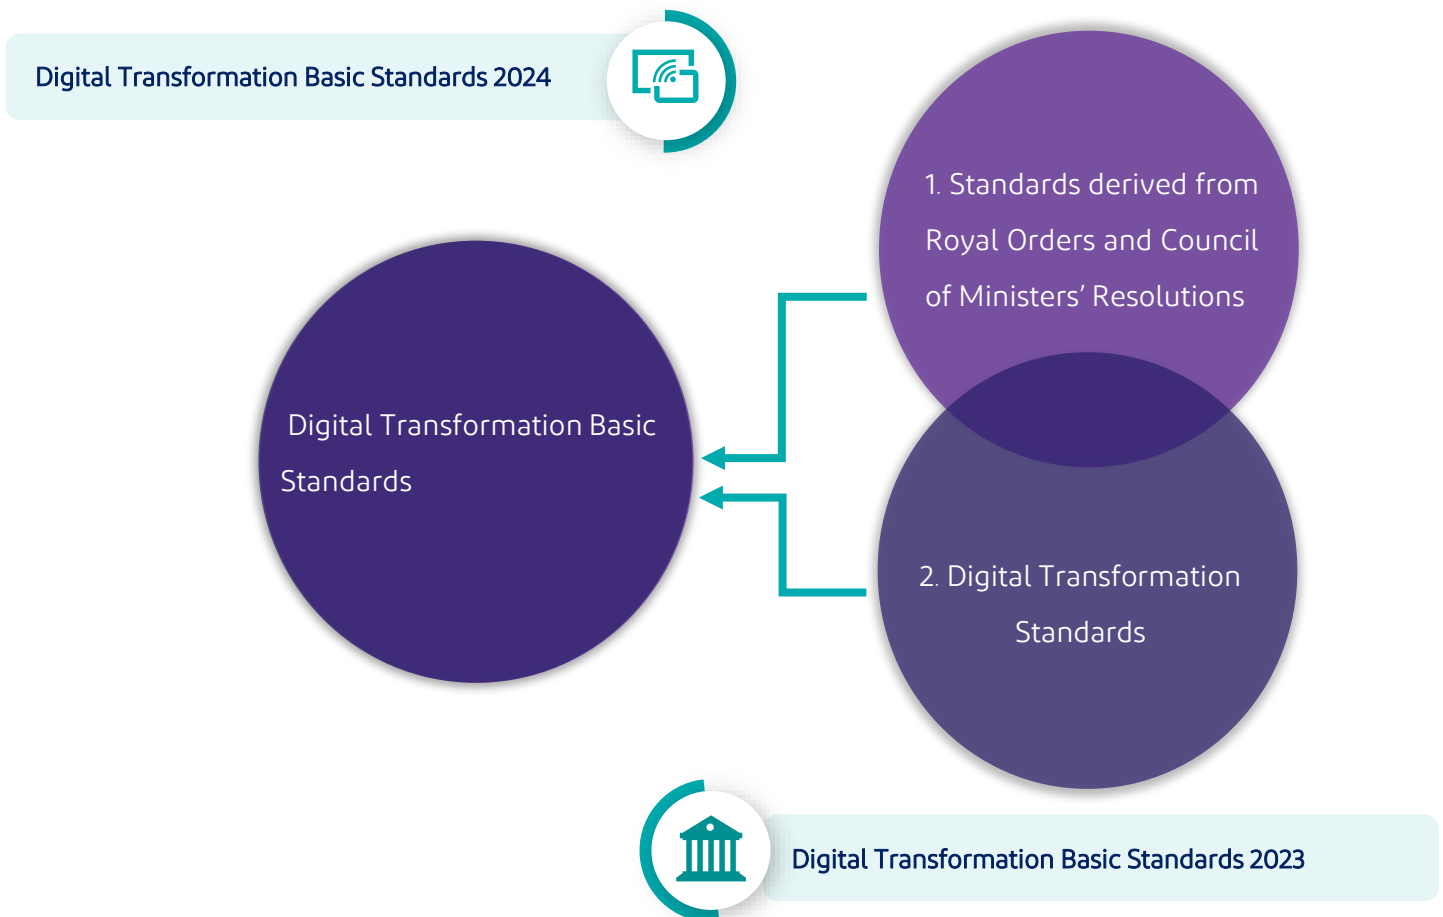 Digital Transformation Basic Standards 2024
1. Standards derived from
Royal Orders and Council
of Ministers’ Resolutions
Digital Transformation Basic
Standards
2. Digital Transformation
Standards
Digital Transformation Basic Standards 2023